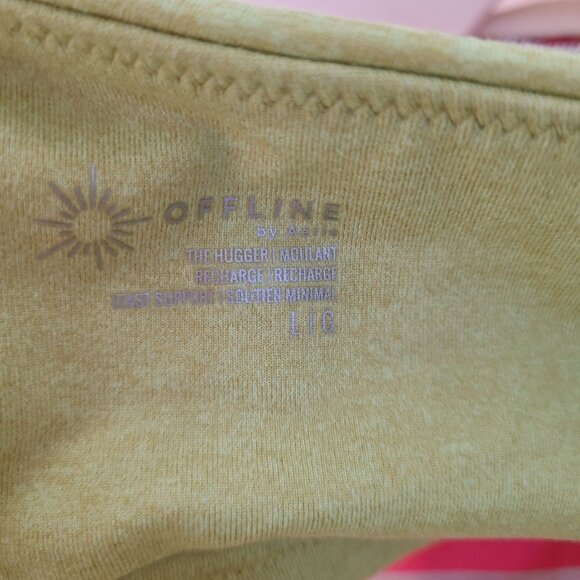 OFFLINE
by Aerie
THE HUGGER | MOULANT
RECHARGE | RECHARGE
SUPPORT | SOUTIEN MINIMAL
L | G